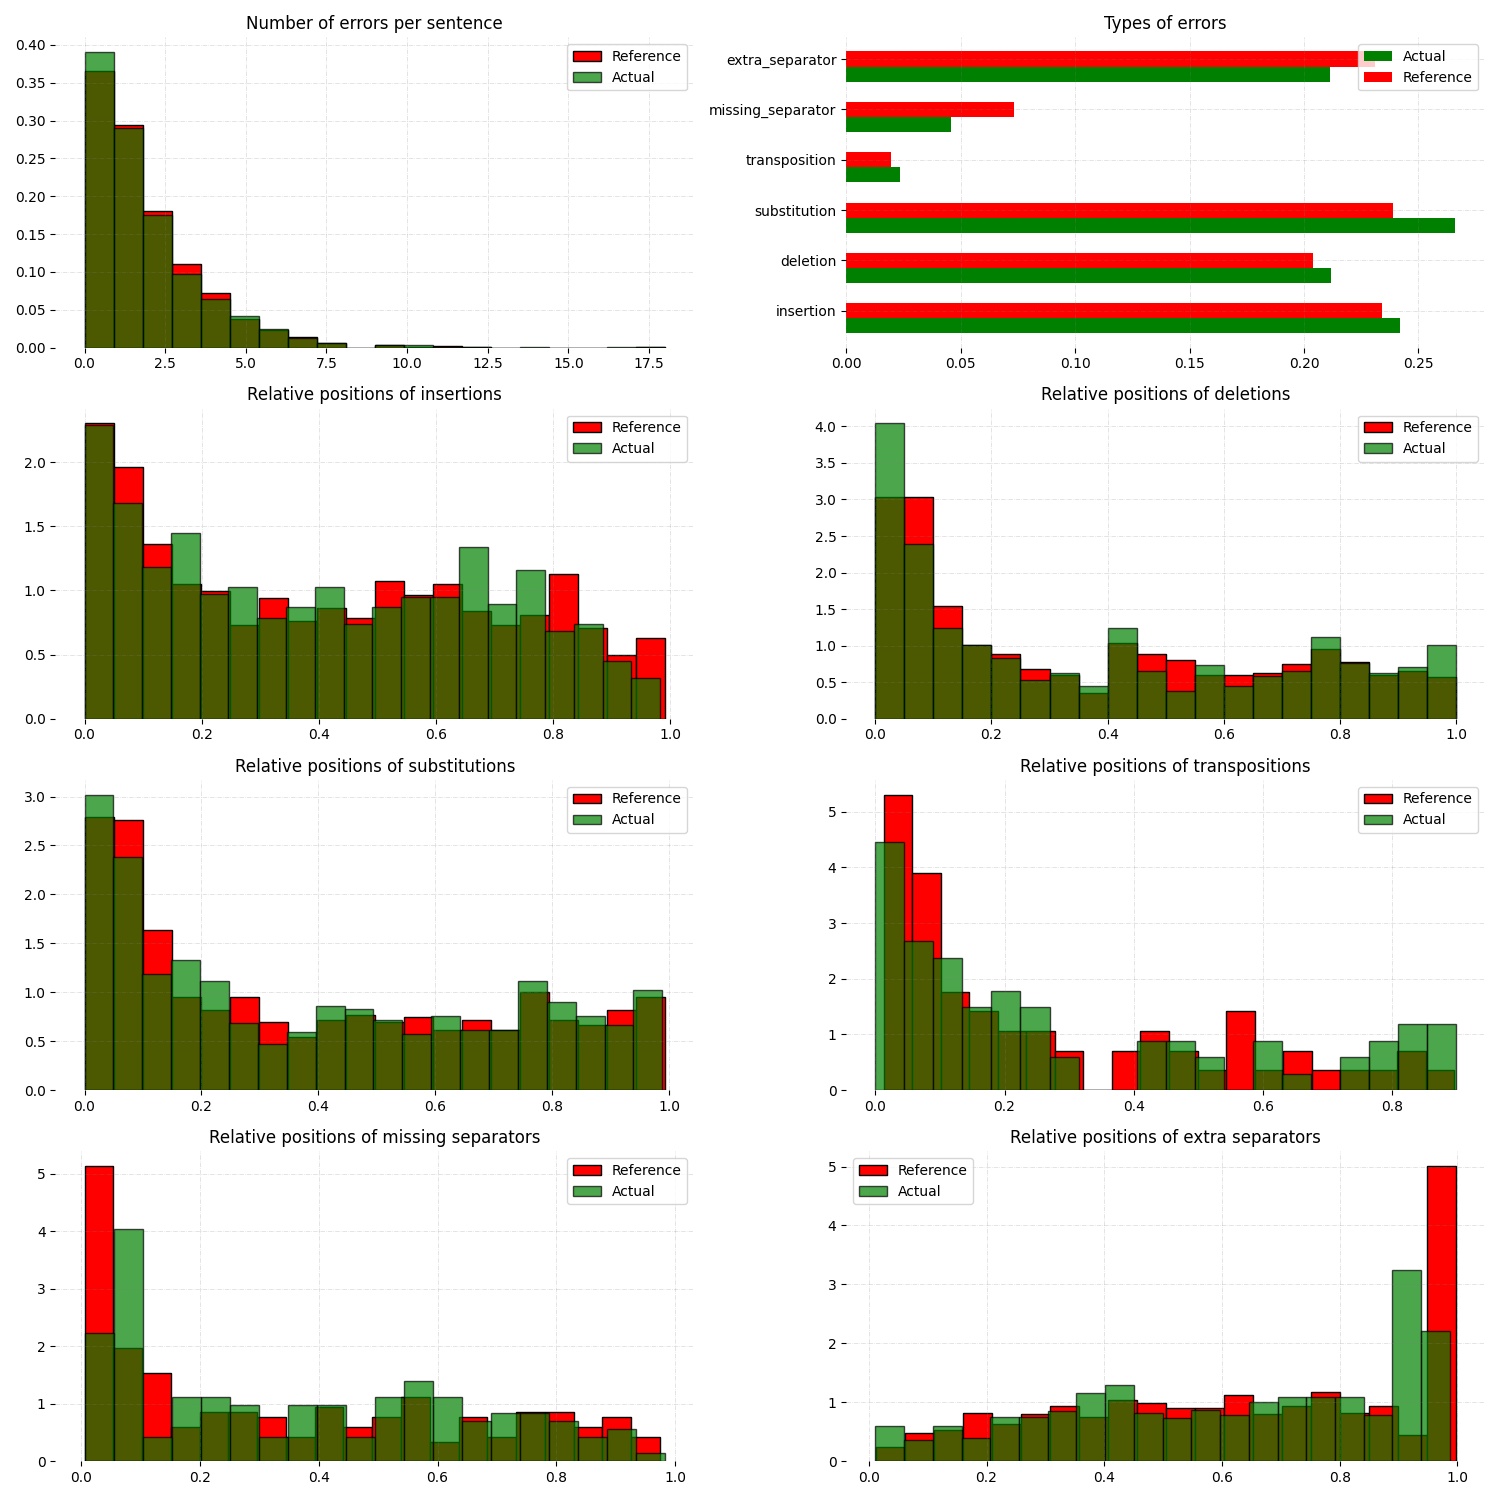 Number of errors per sentence
0.40
0.35
0.30
0.25
0.20
0.15
0.10
0.05
0.00
0.0 2.5 5.0 7.5 10.0 12.5 15.0 17.5
Reference
Actual
Types of errors
extra_separator
missing_separator
transposition
substitution
deletion
insertion
0.00 0.05 0.10 0.15 0.20 0.25
Actual
Reference
Relative positions of insertions
2.0
1.5
1.0
0.5
0.0
0.0 0.2 0.4 0.6 0.8 1.0
Reference
Actual
Relative positions of deletions
4.0
3.5
3.0
2.5
2.0
1.5
1.0
0.5
0.0
0.0 0.2 0.4 0.6 0.8 1.0
Reference
Actual
Relative positions of substitutions
3.0
2.5
2.0
1.5
1.0
0.5
0.0
0.0 0.2 0.4 0.6 0.8 1.0
Reference
Actual
Relative positions of transpositions
5
4
3
2
1
0
0.0 0.2 0.4 0.6 0.8
Reference
Actual
Relative positions of missing separators
5
4
3
2
1
0
0.0 0.2 0.4 0.6 0.8 1.0
Reference
Actual
Relative positions of extra separators
5
4
3
2
1
0
0.0 0.2 0.4 0.6 0.8 1.0
Reference
Actual